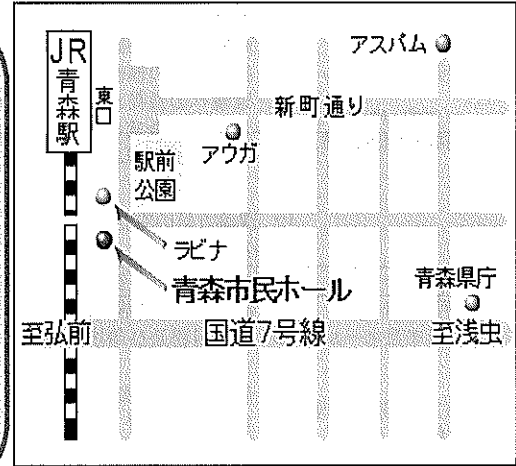 JR
青森駅
東口
アスパム
新町通り
アウガ
駅前
公園
ラビナ
青森市民ホール
青森県庁
至弘前
国道7号線
至浅虫